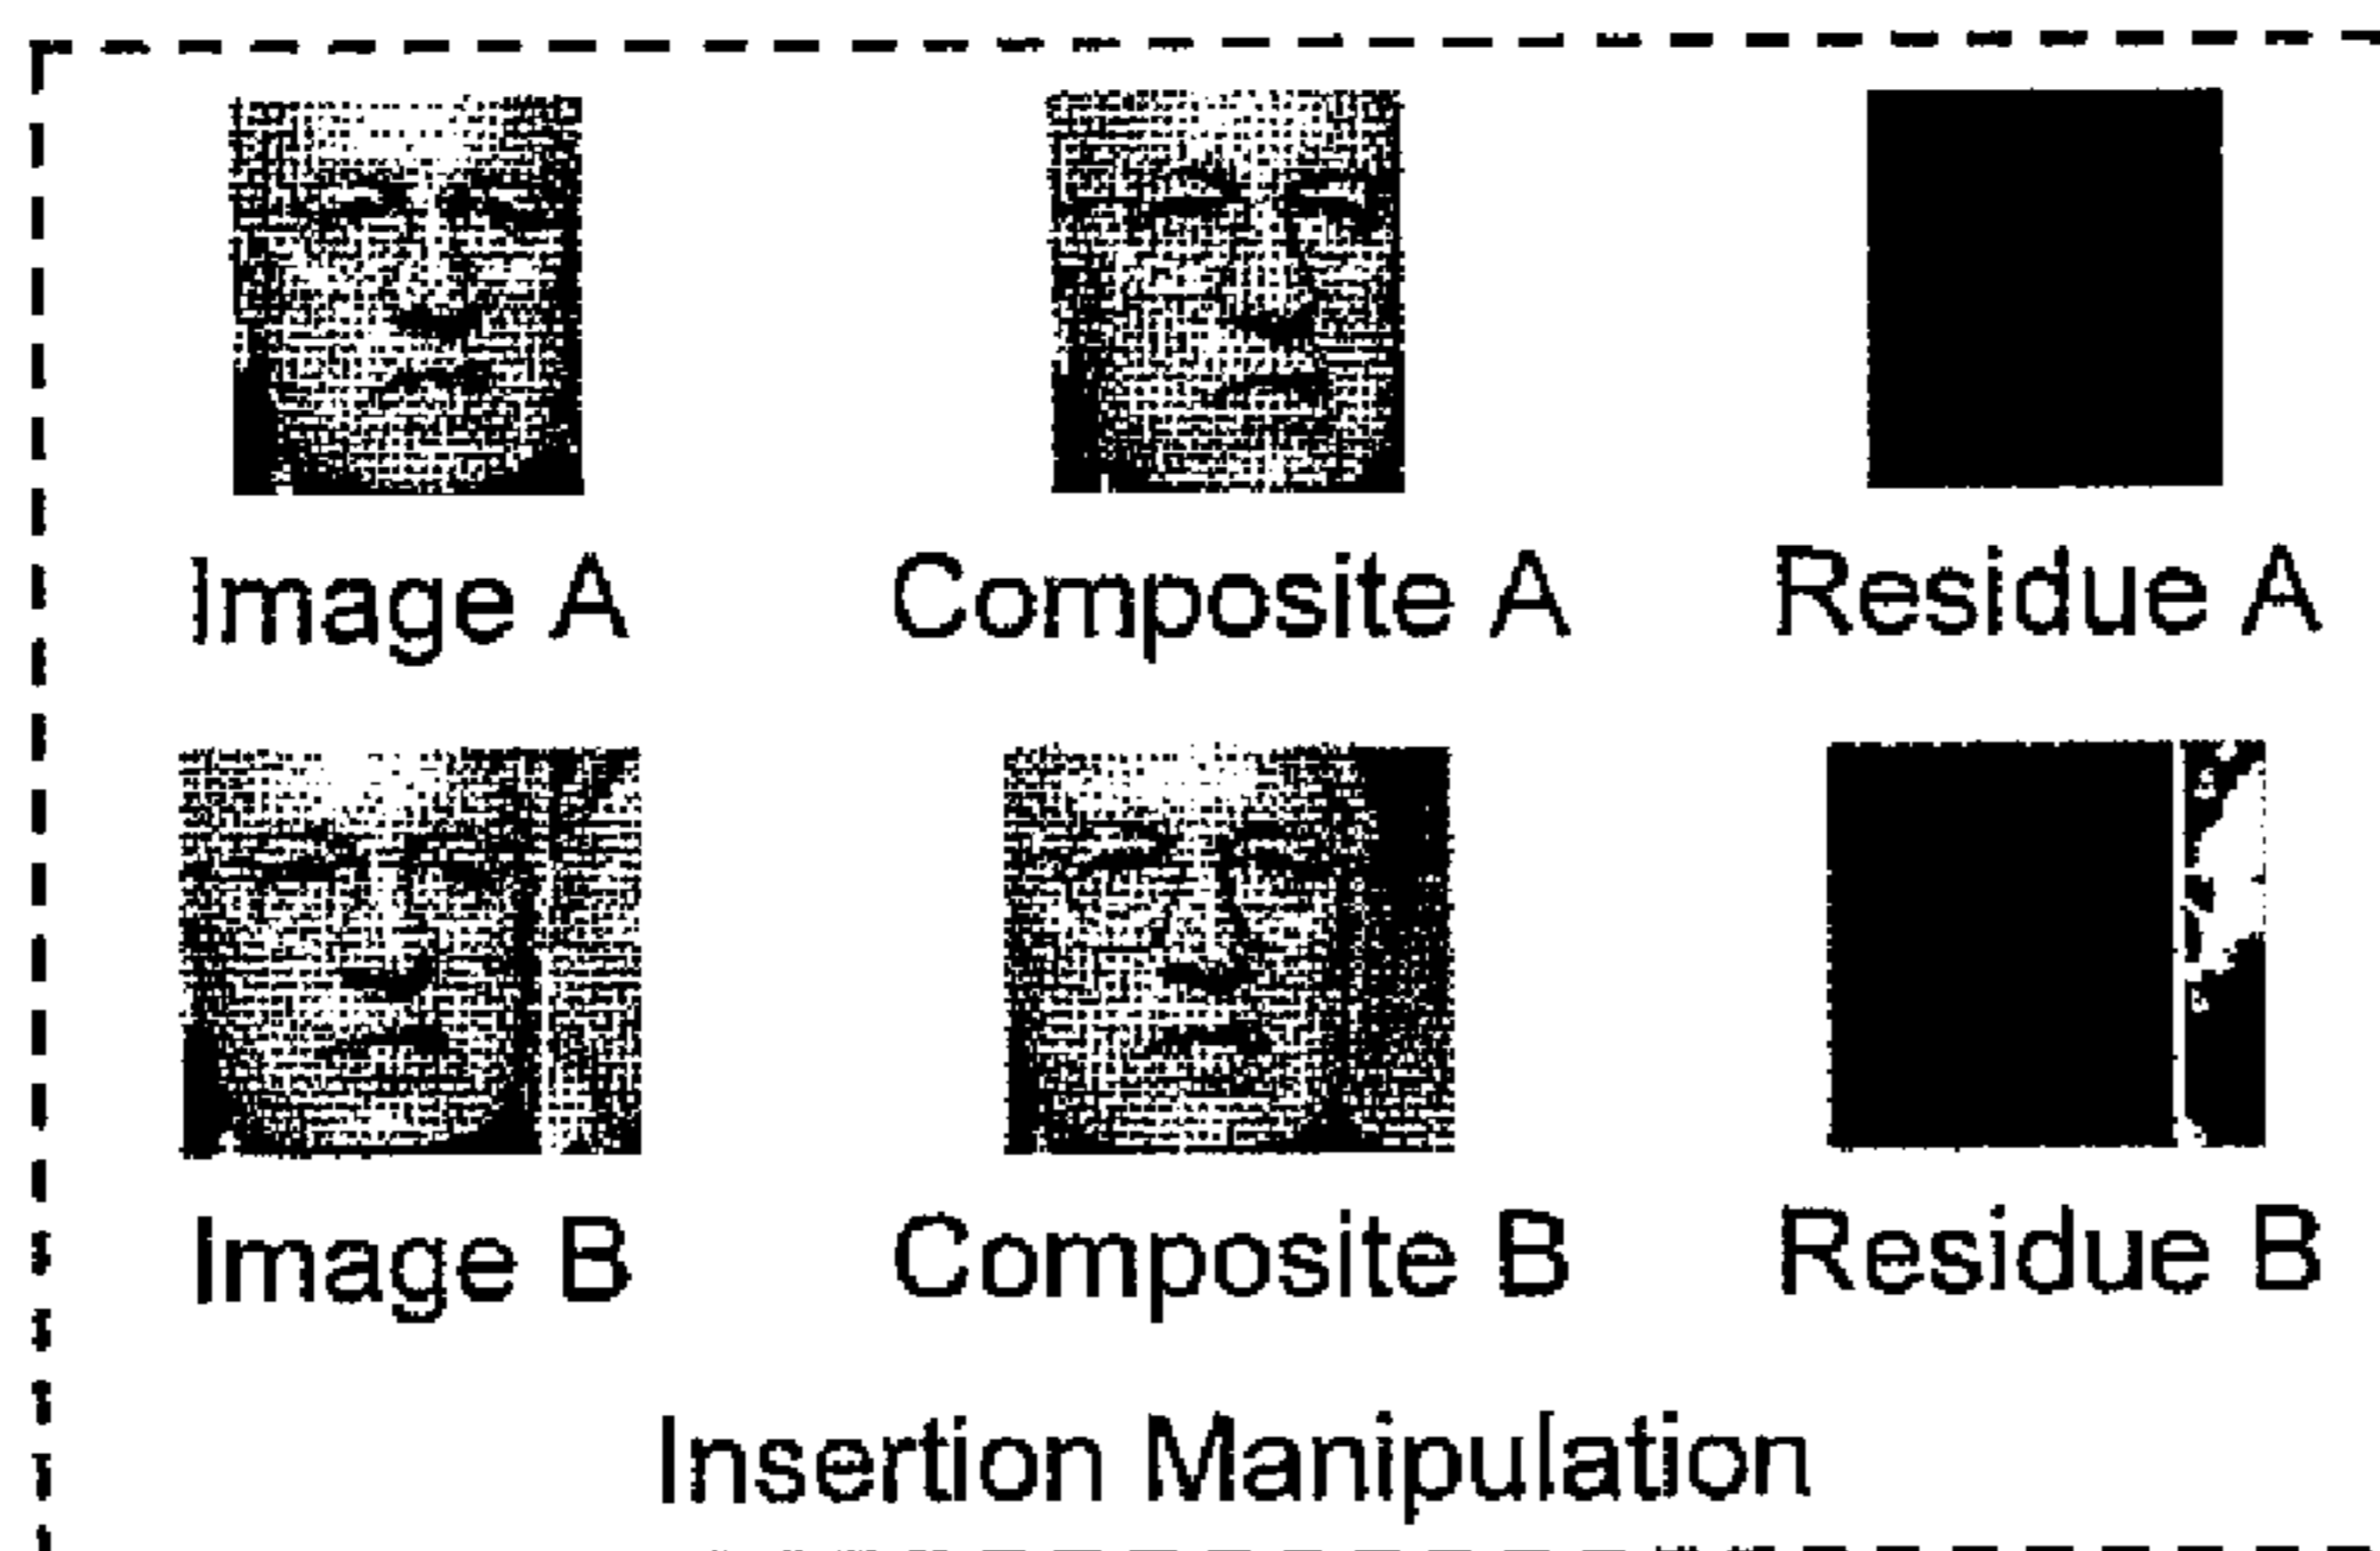 Image A Composite A Residue A
Image B Composite B Residue B
Insertion Manipulation